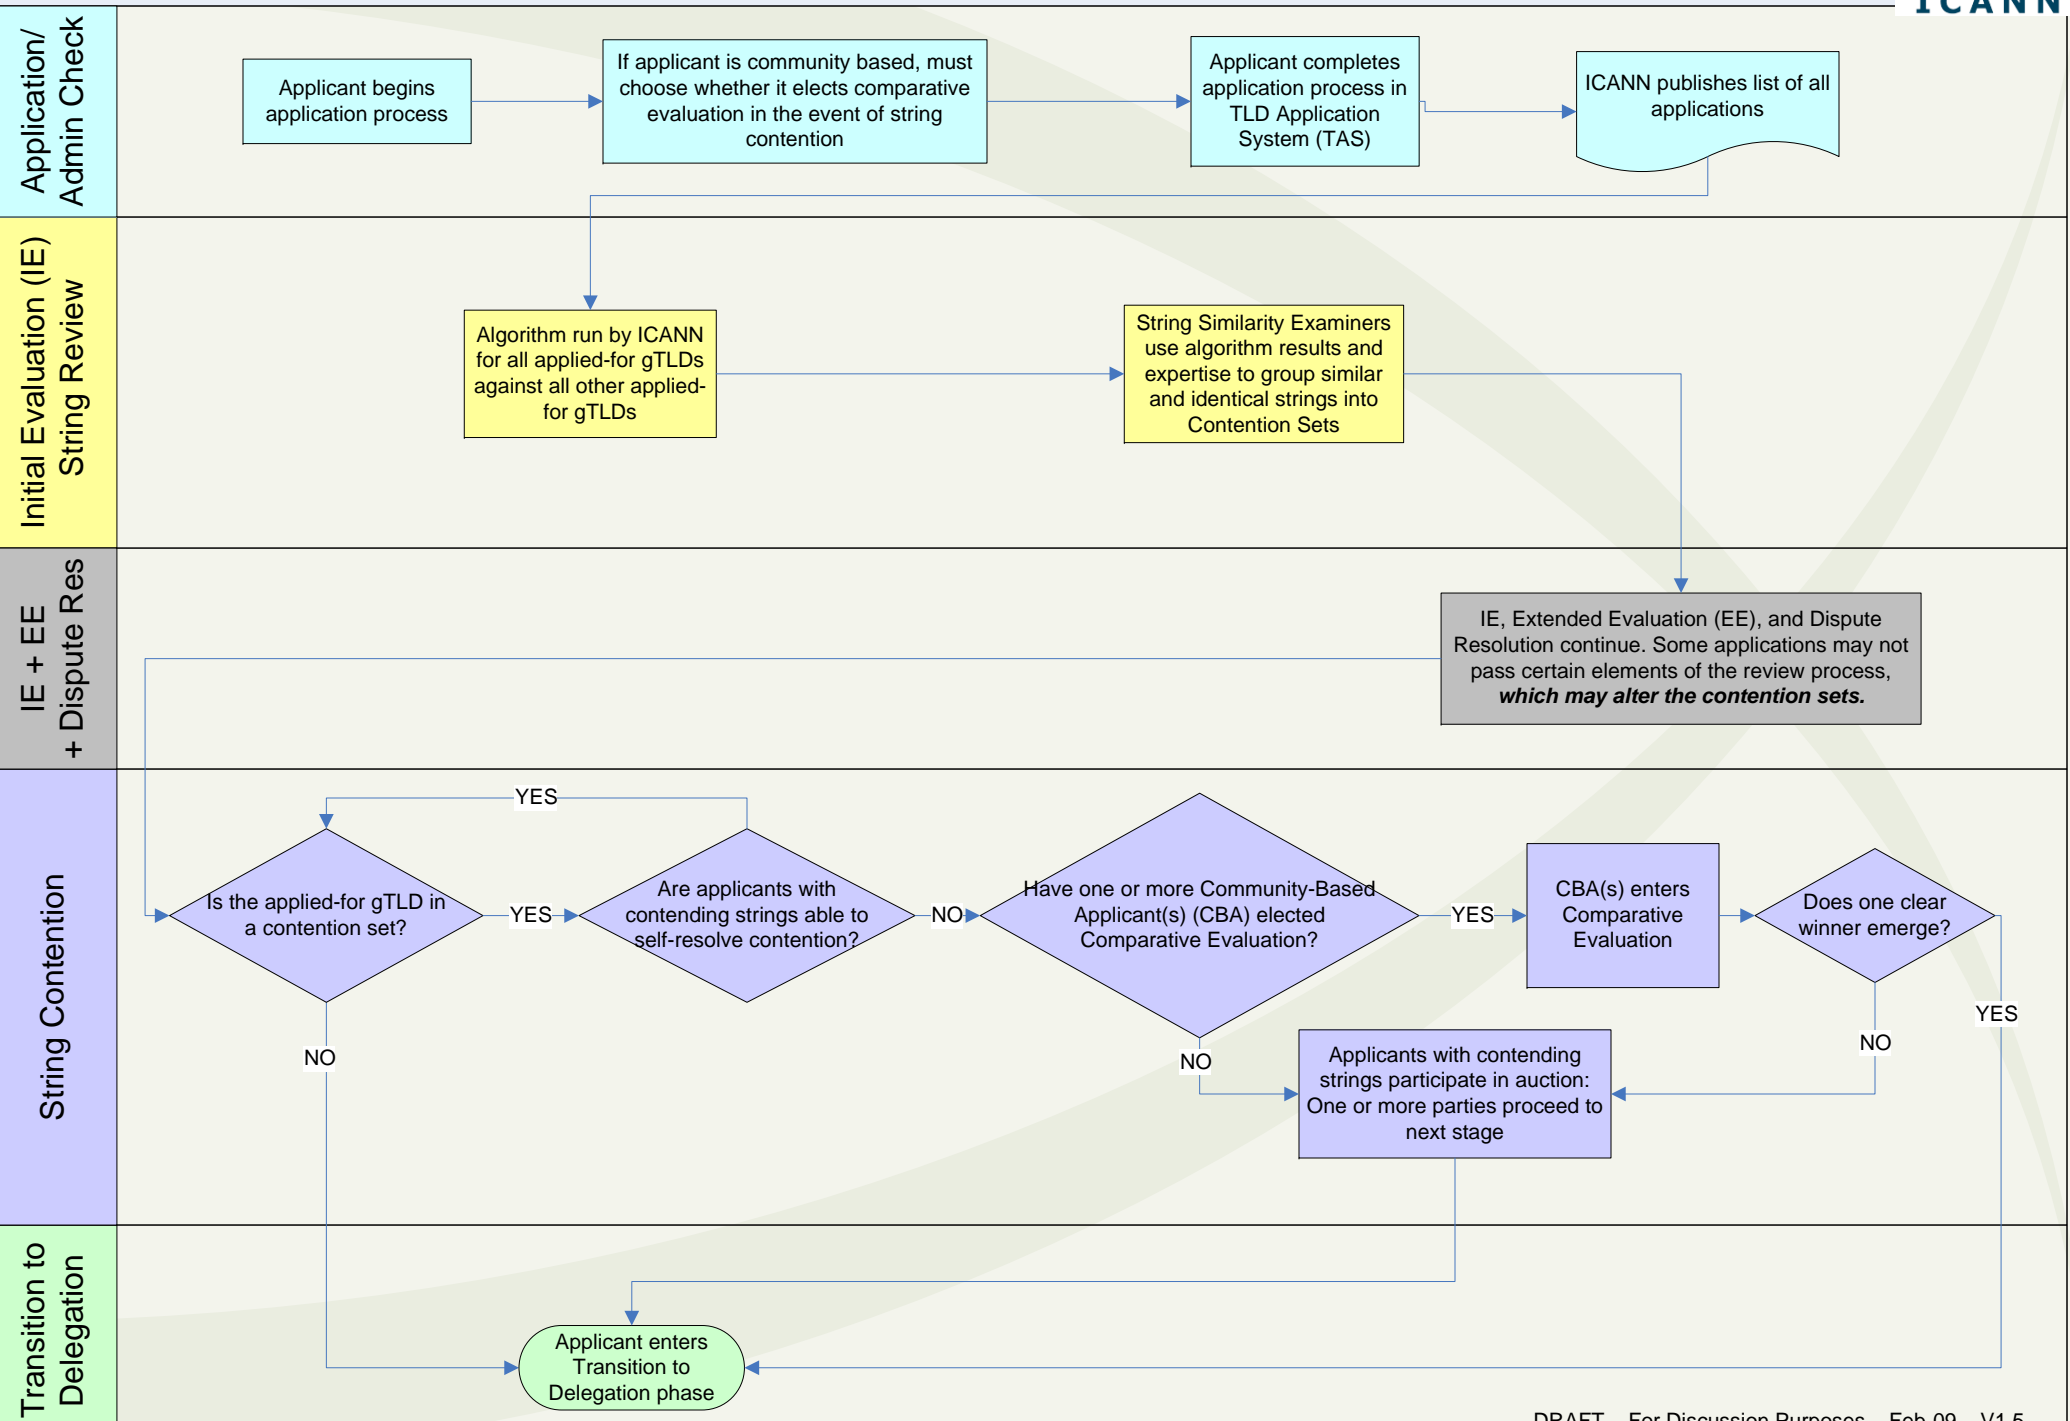 ICANN
Application/
Admin Check
Applicant begins
application process
If applicant is community based, must
choose whether it elects comparative
evaluation in the event of string
contention
Applicant completes
application process in
TLD Application
System (TAS)
ICANN publishes list of all
applications
Initial Evaluation (IE)
String Review
Algorithm run by ICANN
for all applied-for gTLDs
against all other applied-
for gTLDs
String Similarity Examiners
use algorithm results and
expertise to group similar
and identical strings into
Contention Sets
IE + EE
+ Dispute Res
IE, Extended Evaluation (EE), and Dispute
Resolution continue. Some applications may not
pass certain elements of the review process,
which may alter the contention sets.
String Contention
YES
Is the applied-for gTLD in
a contention set?
YES
Are applicants with
contending strings able to
self-resolve contention?
NO
Have one or more Community-Based
Applicant(s) (CBA) elected
Comparative Evaluation?
YES
CBA(s) enters
Comparative
Evaluation
Does one clear
winner emerge?
NO
NO
Applicants with contending
strings participate in auction:
One or more parties proceed to
next stage
NO
YES
Transition to
Delegation
Applicant enters
Transition to
Delegation phase
DRAFT – For Discussion Purposes – Feb-09 – V1.5